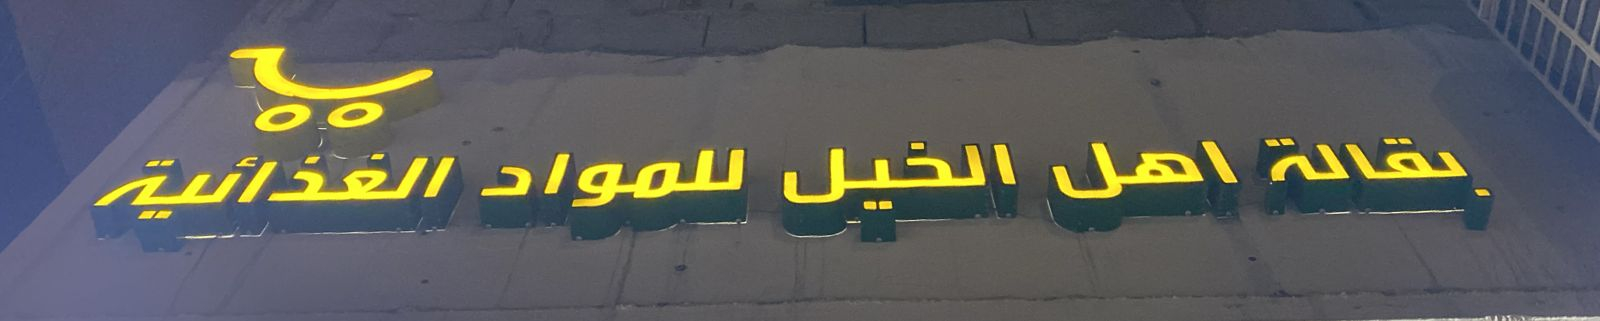 بقالة اهل الخيل للمواد الغذائية